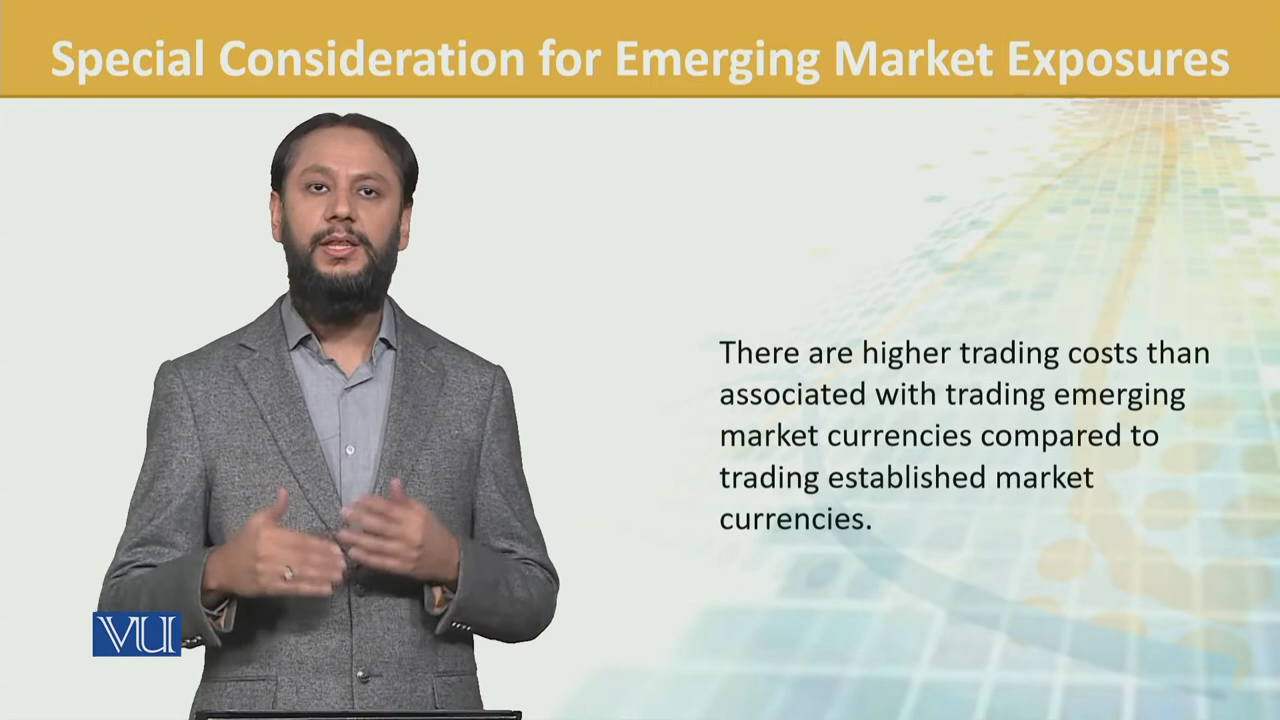 Special Consideration for Emerging Market Exposures
There are higher trading costs than
associated with trading emerging
market currencies compared to
trading established market
currencies.
VU